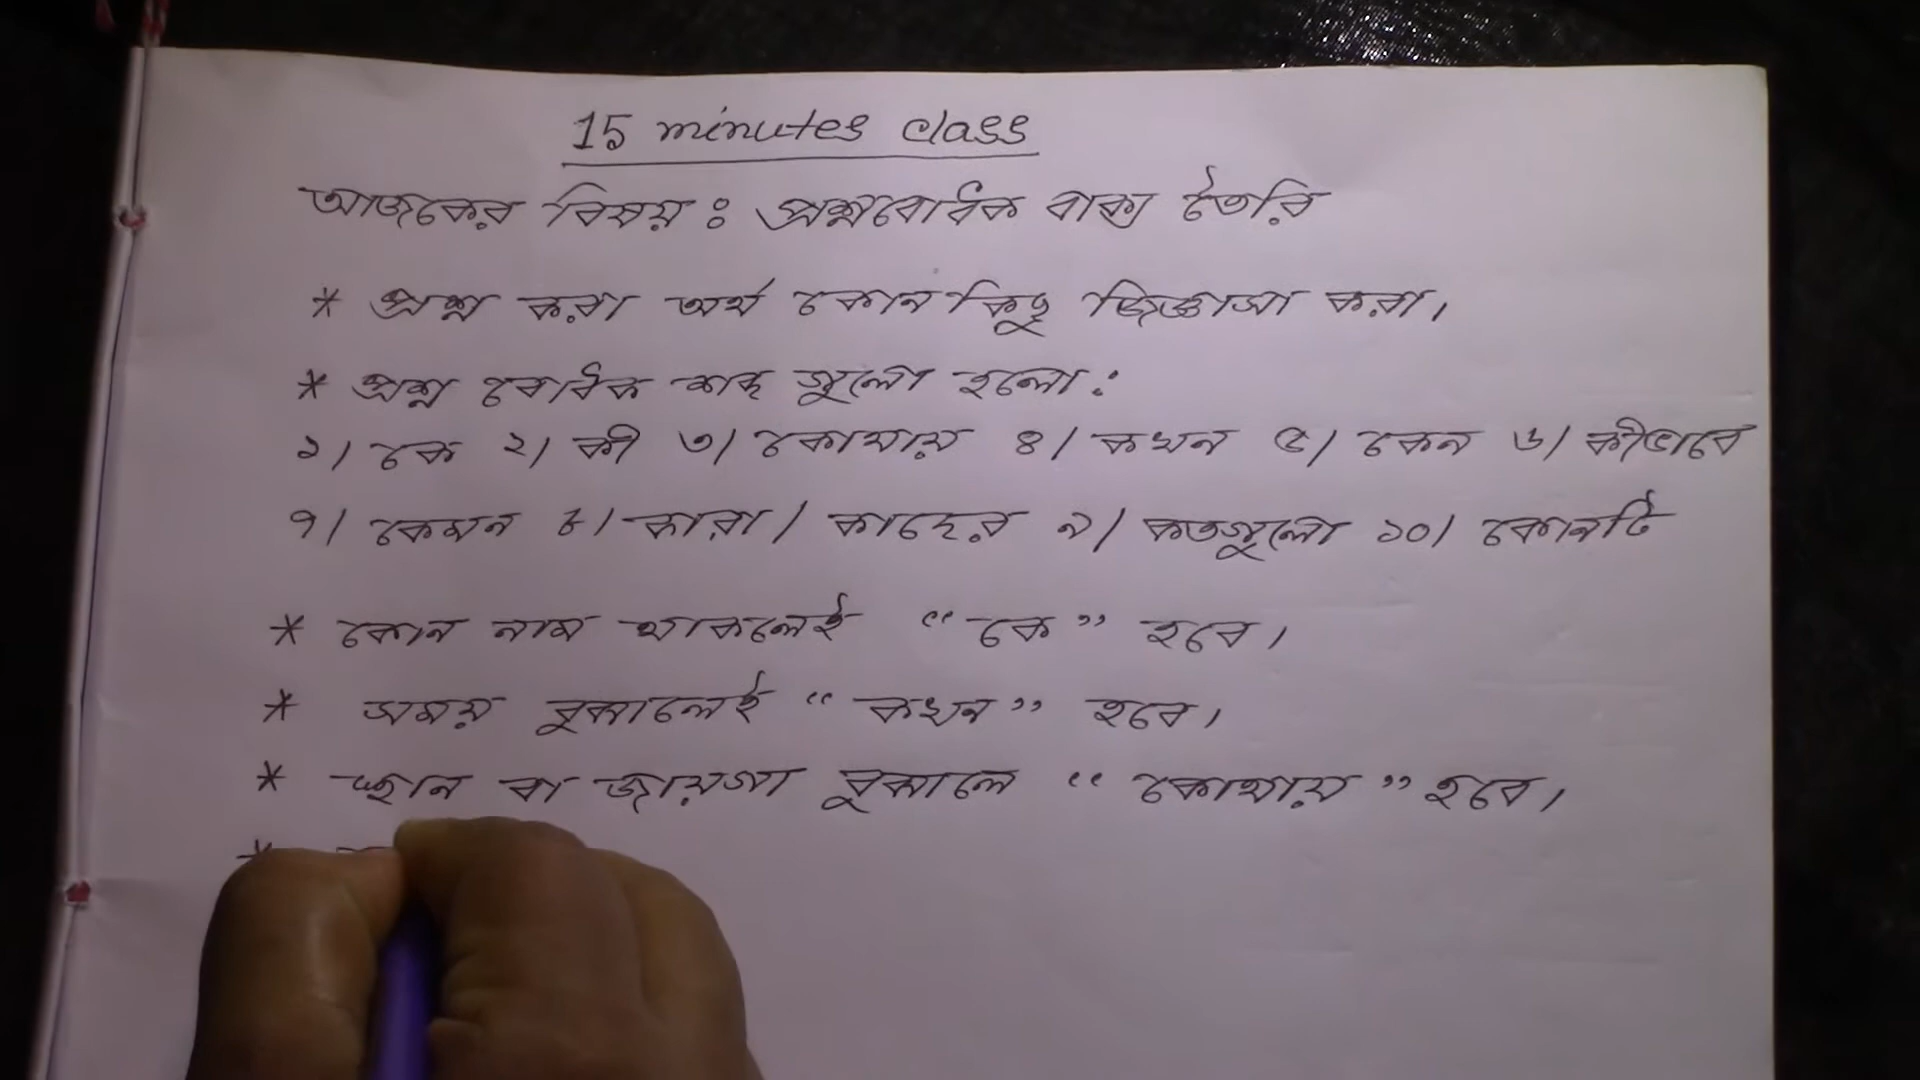 15 minutes class
আজকের বিষয় : প্রশ্নবোধক বাক্য তৈরি
* প্রশ্ন করা অর্থ কোন কিছু জিজ্ঞাসা করা।
* প্রশ্ন বোধক শব্দ গুলো হলো :
১) কে ২) কী ৩) কোথায় ৪) কখন ৫) কেন ৬) কীভাবে
৭) কেমন ৮) কারা / কাদের ৯) কতগুলো ১০) কোনটি
* কোন নাম থাকলেই “ কে ” হবে।
* সময় বুঝালেই “ কখন ” হবে।
* স্থান বা জায়গা বুঝালে “ কোথায় ” হবে।
*